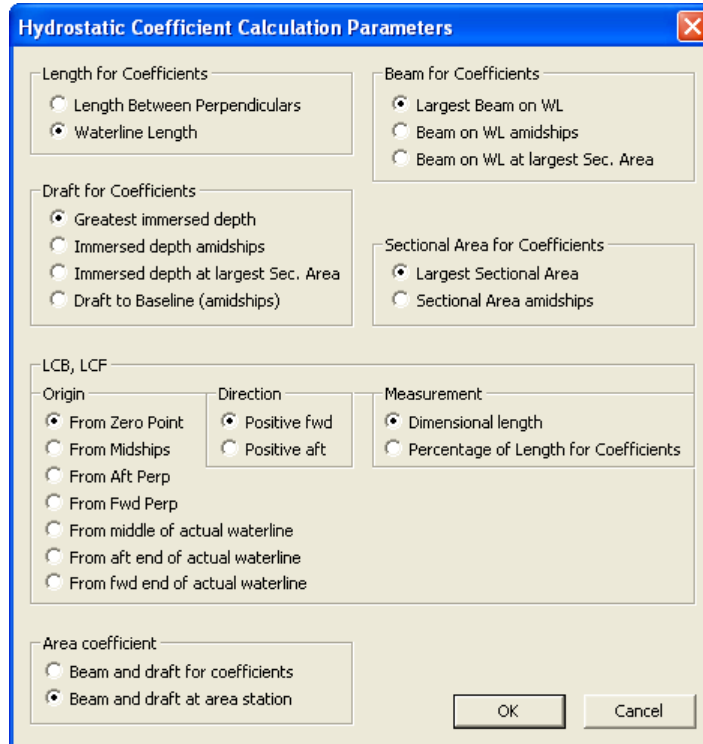 Hydrostatic Coefficient Calculation Parameters
Length for Coefficients
Length Between Perpendiculars
Waterline Length
Beam for Coefficients
Largest Beam on WL
Beam on WL amidships
Beam on WL at largest Sec. Area
Draft for Coefficients
Greatest immersed depth
Immersed depth amidships
Immersed depth at largest Sec. Area
Draft to Baseline (amidships)
Sectional Area for Coefficients
Largest Sectional Area
Sectional Area amidships
LCB, LCF
Origin
From Zero Point
From Midships
From Aft Perp
From Fwd Perp
From middle of actual waterline
From aft end of actual waterline
From fwd end of actual waterline
Direction
Positive fwd
Positive aft
Measurement
Dimensional length
Percentage of Length for Coefficients
Area coefficient
Beam and draft for coefficients
Beam and draft at area station
OK
Cancel